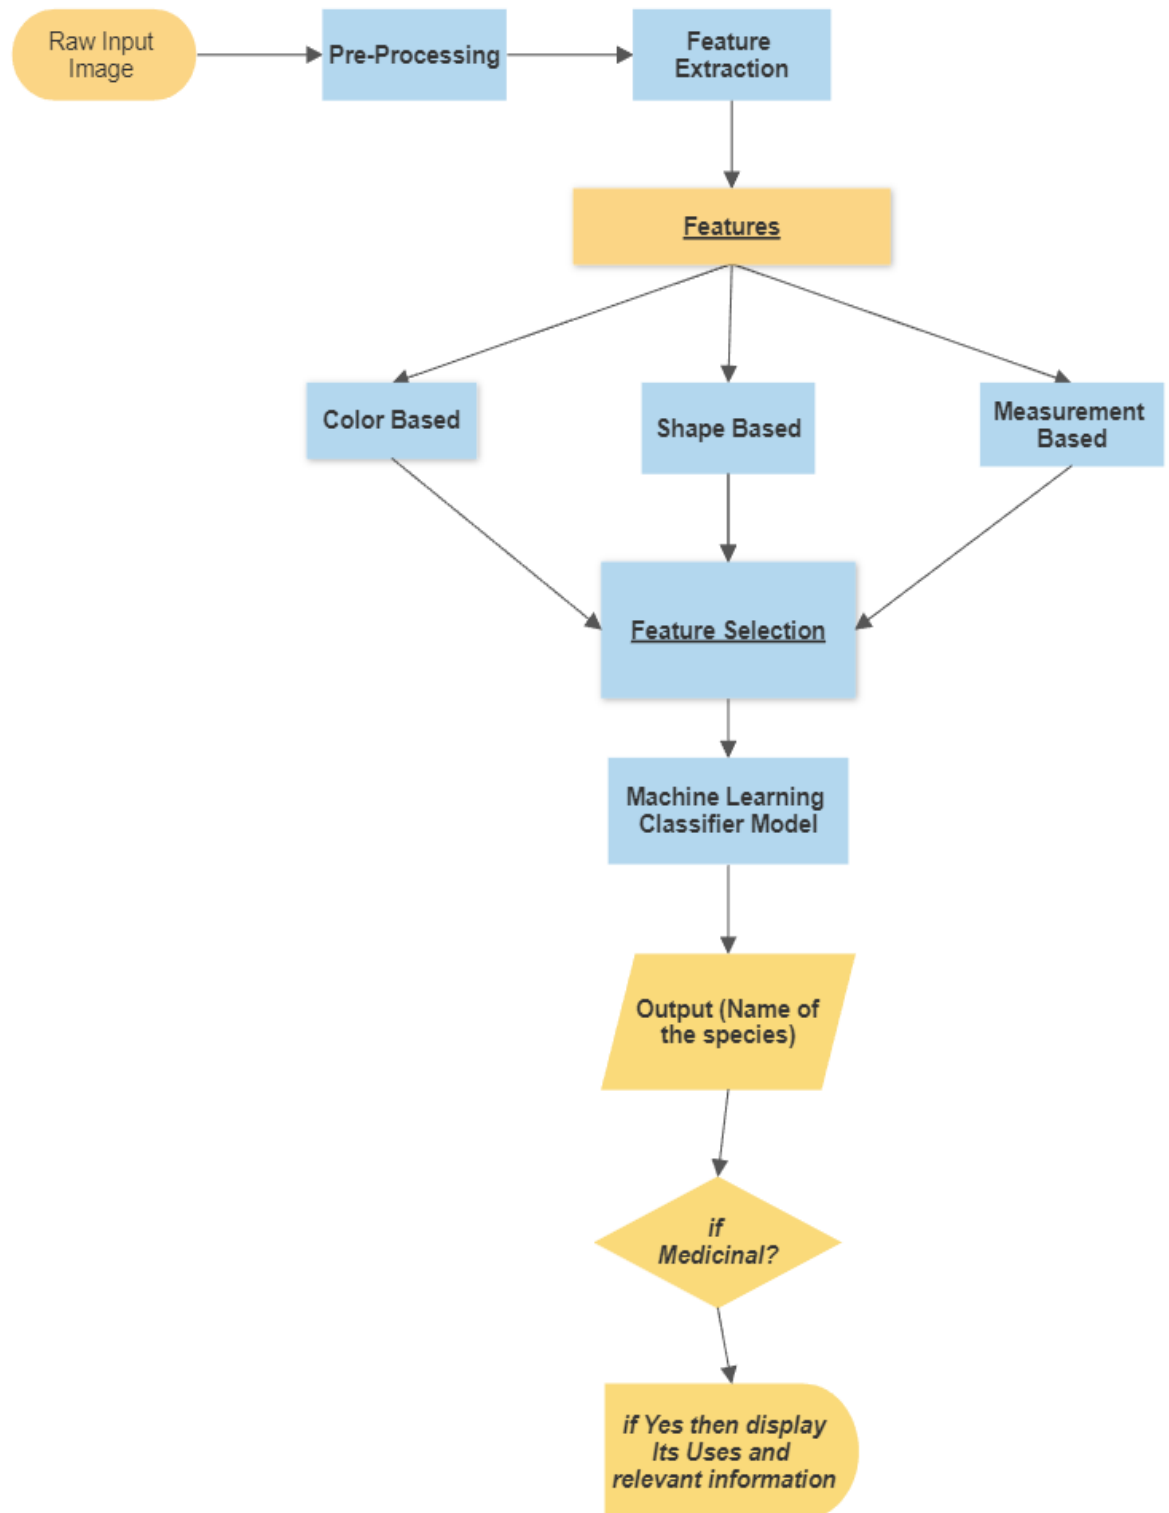 Raw Input
Image
Pre-Processing
Feature
Extraction
Features
Color Based
Shape Based
Measurement
Based
Feature Selection
Machine Learning
Classifier Model
Output (Name of
the species)
if
Medicinal?
if Yes then display
Its Uses and
relevant information